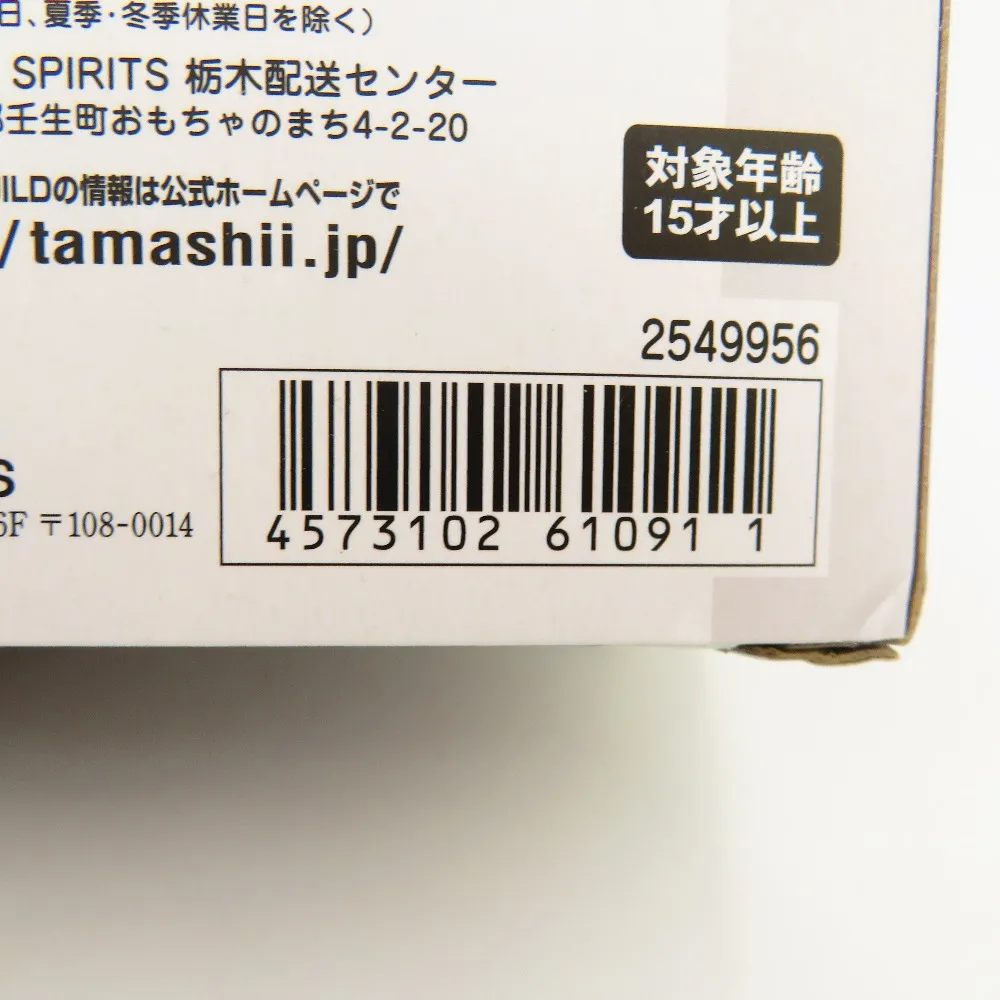 日、夏季・冬季休業日を除く）
SPIRITS 栃木配送センター
壬生町おもちゃのまち4-2-20
ILDの情報は公式ホームページで
/tamashii.jp/
対象年齢
15才以上
2549956
S
6F 〒108-0014
4573102 61091 1